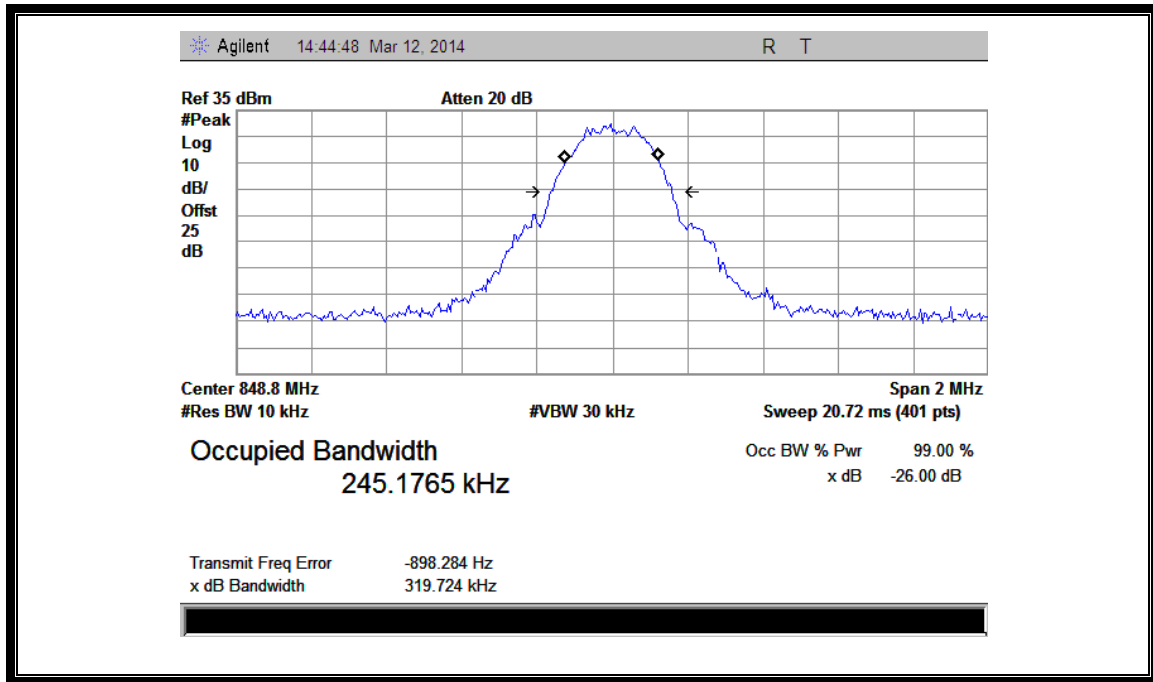 Agilent 14:44:48 Mar 12, 2014 R T
Ref 35 dBm Atten 20 dB
#Peak
Log
10
dB/
Offst
25
dB
Center 848.8 MHz Span 2 MHz
#Res BW 10 kHz #VBW 30 kHz Sweep 20.72 ms (401 pts)
Occupied Bandwidth Occ BW % Pwr 99.00 %
245.1765 kHz x dB -26.00 dB
Transmit Freq Error -898.284 Hz
x dB Bandwidth 319.724 kHz